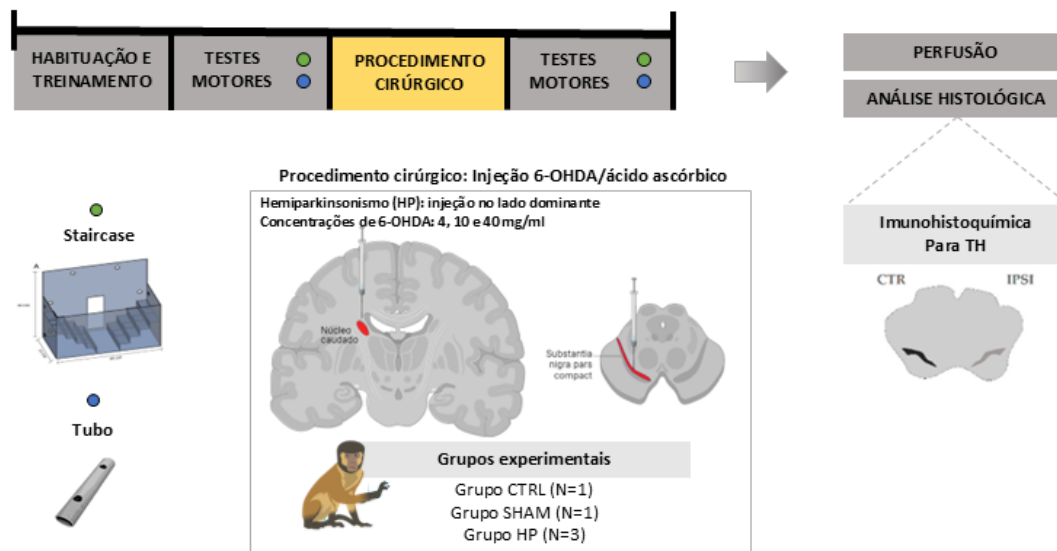 HABITUAÇÃO E
TREINAMENTO
TESTES
MOTORES
PROCEDIMENTO
CIRÚRGICO
TESTES
MOTORES
PERFUSÃO
ANÁLISE HISTOLÓGICA
Staircase
A
Tubo
Procedimento cirúrgico: Injeção 6-OHDA/ácido ascórbico
Hemiparkinsonismo (HP): injeção no lado dominante
Concentrações de 6-OHDA: 4, 10 e 40 mg/ml
Núcleo
caudado
Substantia
nigra pars
compact
Grupos experimentais
Grupo CTRL (N=1)
Grupo SHAM (N=1)
Grupo HP (N=3)
Imunohistoquímica
Para TH
CTR IPSI